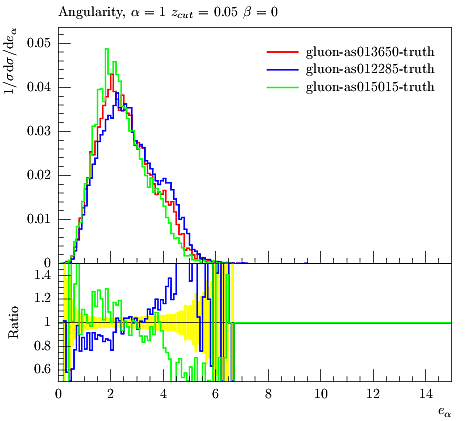 Angularity, α = 1 z_cut = 0.05 β = 0
1/σ dσ/de_α
0.05
0.04
0.03
0.02
0.01
0
gluon-as013650-truth
gluon-as012285-truth
gluon-as015015-truth
Ratio
1.4
1.2
1
0.8
0.6
0 2 4 6 8 10 12 14
e_α